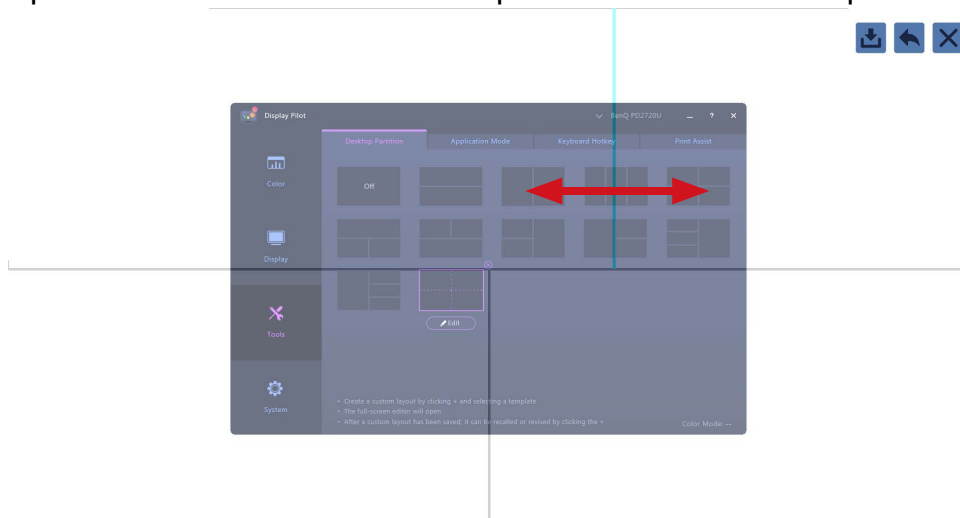 Display Pilot
BenQ PD2720U
?
Desktop Partition
Application Mode
Keyboard Hotkey
Print Assist
Color
Off
Display
Tools
Edit
System
• Create a custom layout by clicking + and selecting a template
• The full-screen editor will open
• After a custom layout has been saved, it can be recalled or revised by clicking the +
Color Mode: --